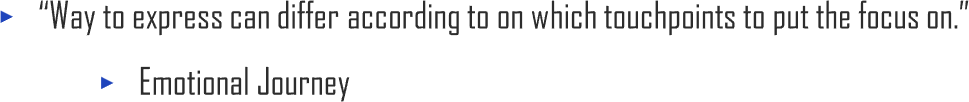 ▸ “Way to express can differ according to on which touchpoints to put the focus on.”
▸ Emotional Journey